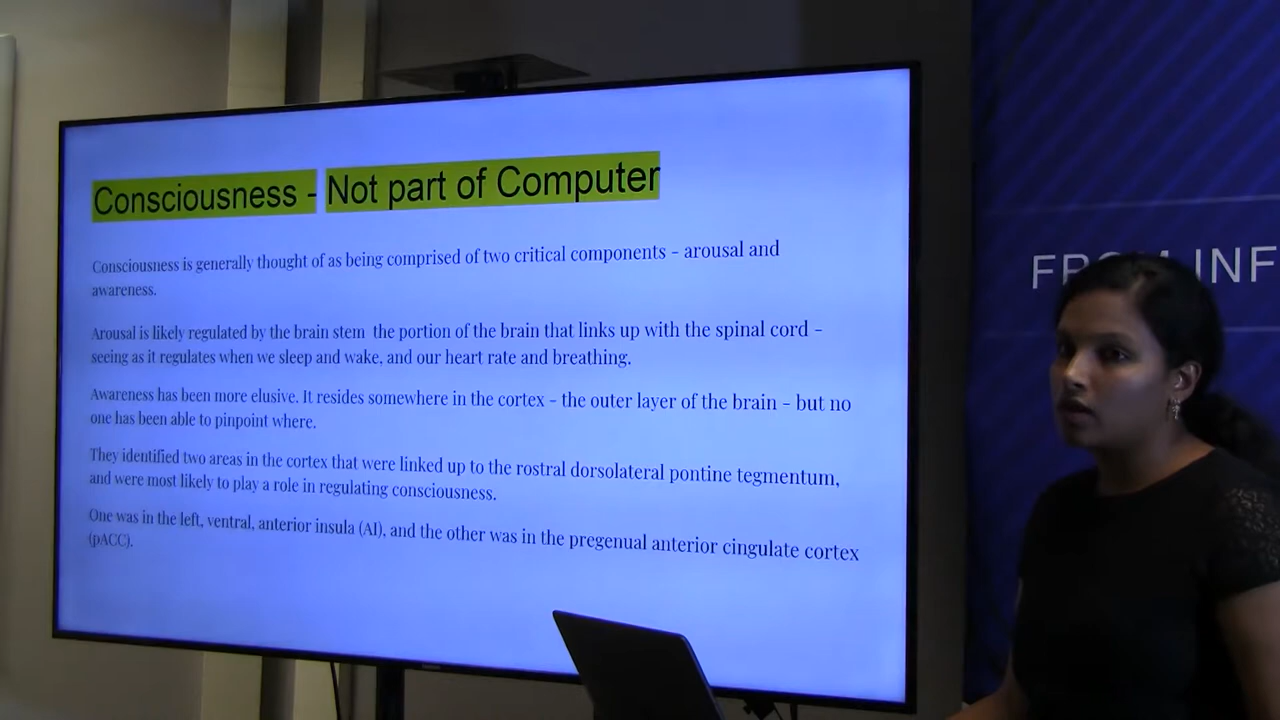 Consciousness - Not part of Computer
Consciousness is generally thought of as being comprised of two critical components - arousal and
awareness.
Arousal is likely regulated by the brain stem the portion of the brain that links up with the spinal cord -
seeing as it regulates when we sleep and wake, and our heart rate and breathing.
Awareness has been more elusive. It resides somewhere in the cortex - the outer layer of the brain - but no
one has been able to pinpoint where.
They identified two areas in the cortex that were linked up to the rostral dorsolateral pontine tegmentum,
and were most likely to play a role in regulating consciousness.
One was in the left, ventral, anterior insula (AI), and the other was in the pregenual anterior cingulate cortex
(pACC).
FROM INF